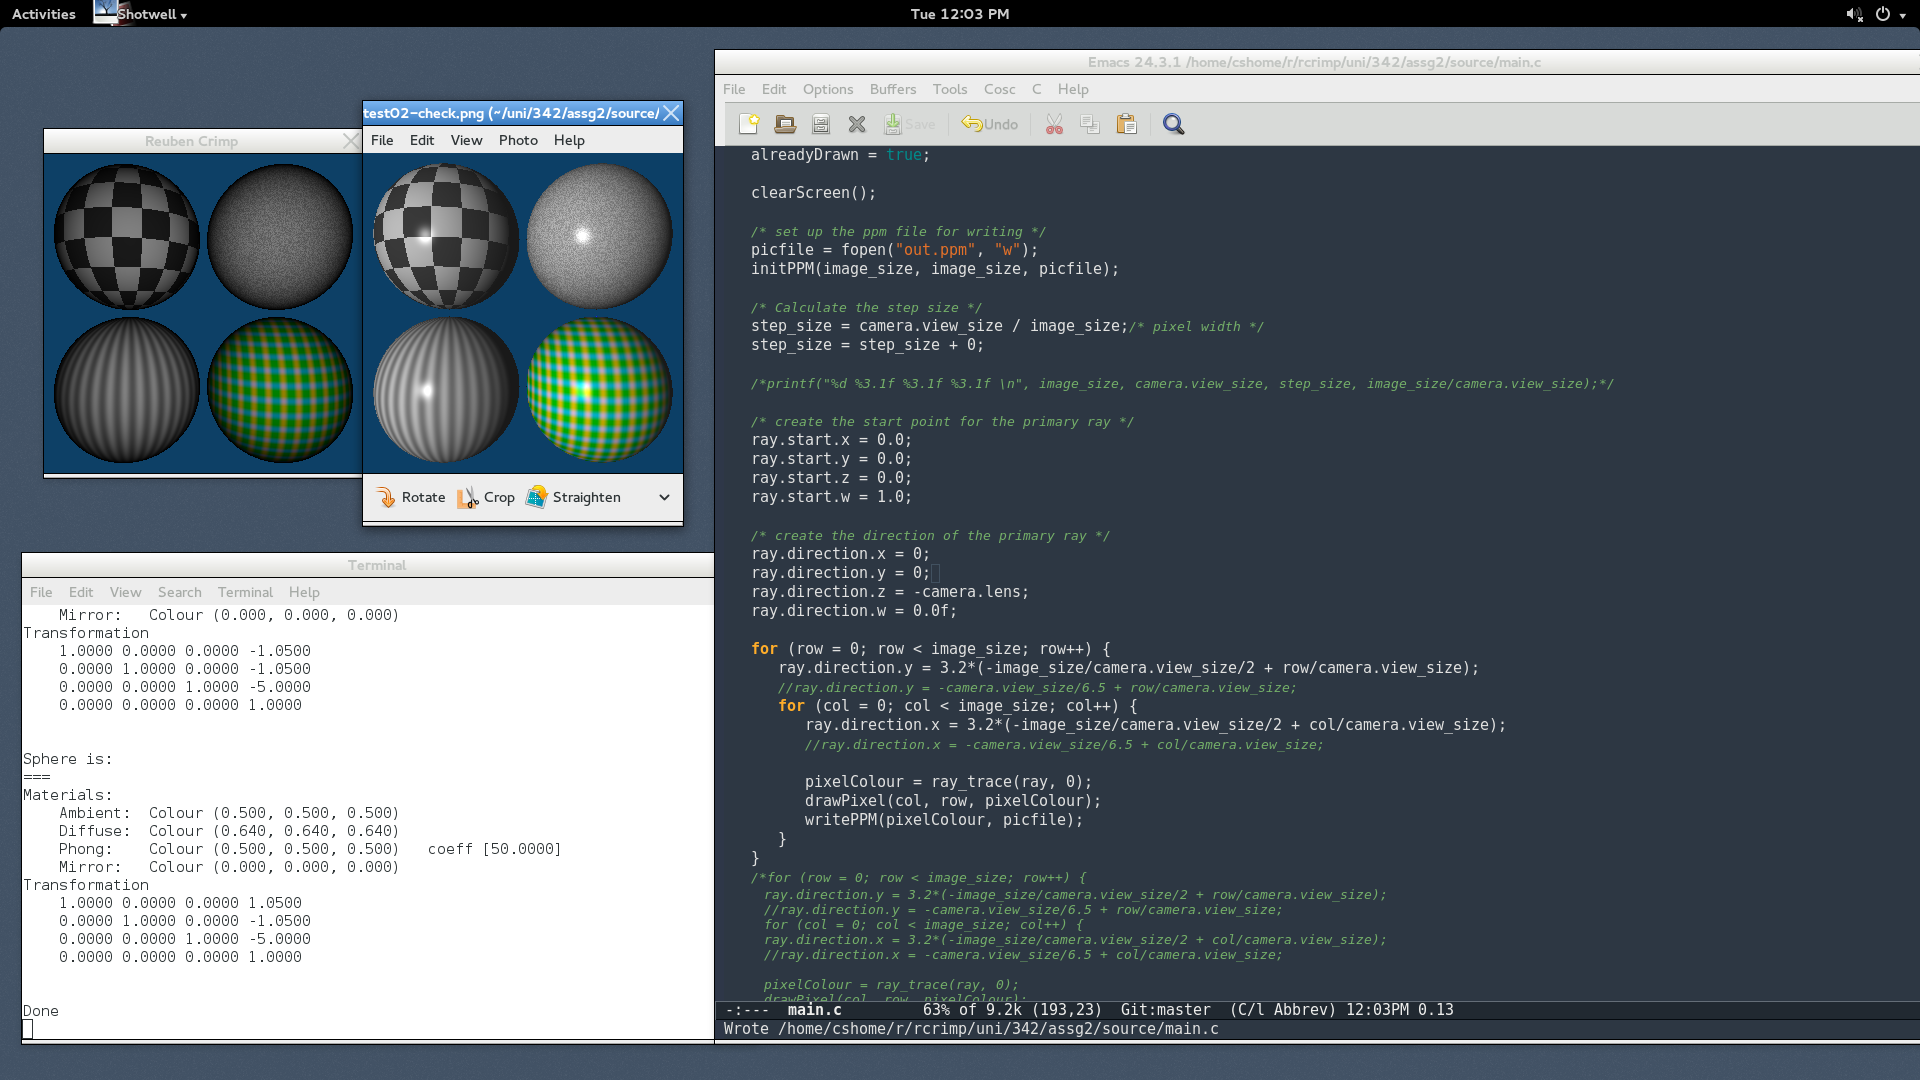 Activities
Shotwell
Tue 12:03 PM
Reuben Crimp
test02-check.png (~/uni/342/assg2/source/
File Edit View Photo Help
Rotate Crop Straighten
Terminal
File Edit View Search Terminal Help
Mirror: Colour (0.000, 0.000, 0.000)
Transformation
1.0000 0.0000 0.0000 -1.0500
0.0000 1.0000 0.0000 -1.0500
0.0000 0.0000 1.0000 -5.0000
0.0000 0.0000 0.0000 1.0000
Sphere is:
===
Materials:
Ambient: Colour (0.500, 0.500, 0.500)
Diffuse: Colour (0.640, 0.640, 0.640)
Phong: Colour (0.500, 0.500, 0.500) coeff [50.0000]
Mirror: Colour (0.000, 0.000, 0.000)
Transformation
1.0000 0.0000 0.0000 1.0500
0.0000 1.0000 0.0000 -1.0500
0.0000 0.0000 1.0000 -5.0000
0.0000 0.0000 0.0000 1.0000
Done
Emacs 24.3.1 /home/cshome/r/rcrimp/uni/342/assg2/source/main.c
File Edit Options Buffers Tools Cosc C Help
Save Undo
alreadyDrawn = true;
clearScreen();
/* set up the ppm file for writing */
picfile = fopen("out.ppm", "w");
initPPM(image_size, image_size, picfile);
/* Calculate the step size */
step_size = camera.view_size / image_size;/* pixel width */
step_size = step_size + 0;
/*printf("%d %3.1f %3.1f %3.1f \n", image_size, camera.view_size, step_size, image_size/camera.view_size);*/
/* create the start point for the primary ray */
ray.start.x = 0.0;
ray.start.y = 0.0;
ray.start.z = 0.0;
ray.start.w = 1.0;
/* create the direction of the primary ray */
ray.direction.x = 0;
ray.direction.y = 0;
ray.direction.z = -camera.lens;
ray.direction.w = 0.0f;
for (row = 0; row < image_size; row++) {
ray.direction.y = 3.2*(-image_size/camera.view_size/2 + row/camera.view_size);
//ray.direction.y = -camera.view_size/6.5 + row/camera.view_size;
for (col = 0; col < image_size; col++) {
ray.direction.x = 3.2*(-image_size/camera.view_size/2 + col/camera.view_size);
//ray.direction.x = -camera.view_size/6.5 + col/camera.view_size;
pixelColour = ray_trace(ray, 0);
drawPixel(col, row, pixelColour);
writePPM(pixelColour, picfile);
}
}
/*for (row = 0; row < image_size; row++) {
ray.direction.y = 3.2*(-image_size/camera.view_size/2 + row/camera.view_size);
//ray.direction.y = -camera.view_size/6.5 + row/camera.view_size;
for (col = 0; col < image_size; col++) {
ray.direction.x = 3.2*(-image_size/camera.view_size/2 + col/camera.view_size);
//ray.direction.x = -camera.view_size/6.5 + col/camera.view_size;
pixelColour = ray_trace(ray, 0);
drawPixel(col, row, pixelColour);
-:--- main.c 63% of 9.2k (193,23) Git:master (C/l Abbrev) 12:03PM 0.13
Wrote /home/cshome/r/rcrimp/uni/342/assg2/source/main.c